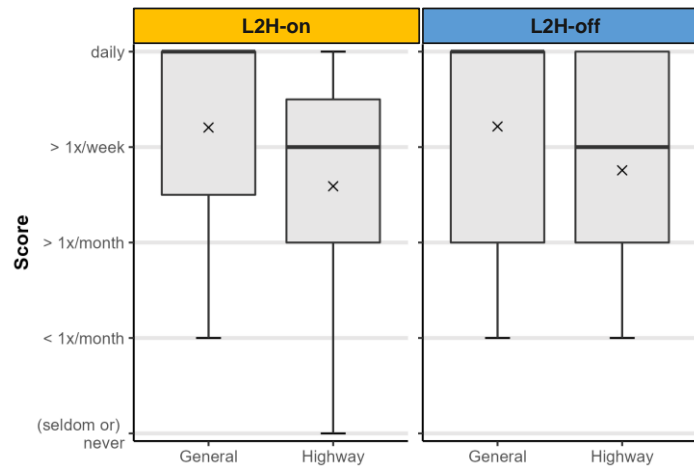 L2H-on
L2H-off
Score
daily
> 1x/week
> 1x/month
< 1x/month
(seldom or)
never
General
Highway
General
Highway